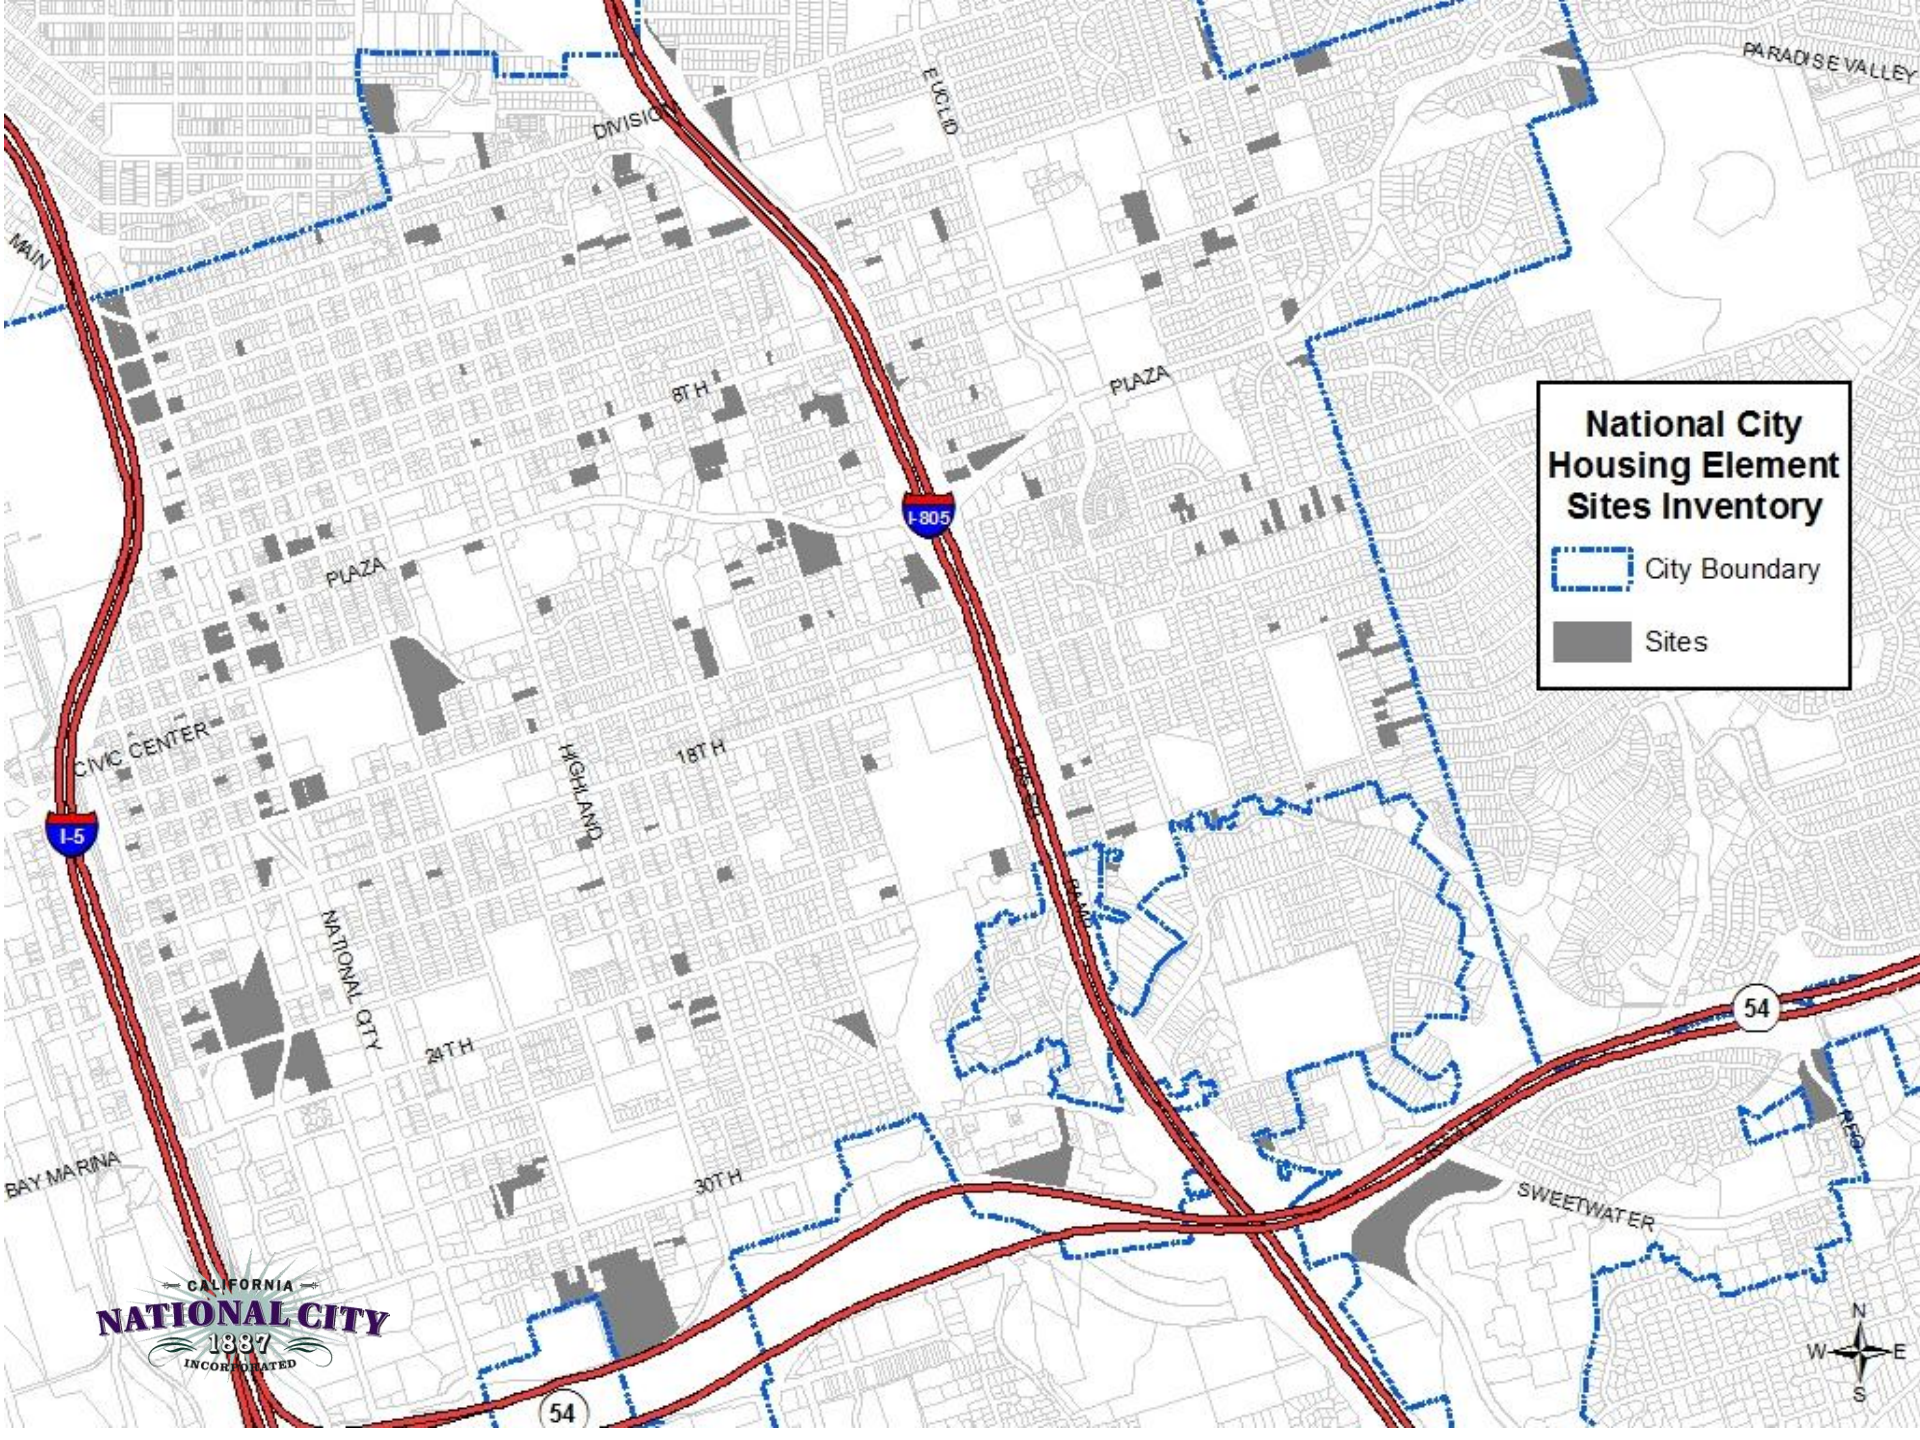 PARADISE VALLEY
EUCLID
DIVISION
MAIN
8TH
PLAZA
National City
Housing Element
Sites Inventory
City Boundary
Sites
I-805
PLAZA
CIVIC CENTER
HIGHLAND
18TH
I-5
NATIONAL CITY
24TH
54
BAY MARINA
30TH
SWEETWATER
REO
CALIFORNIA
NATIONAL CITY
1887
INCORPORATED
54
N
W E
S